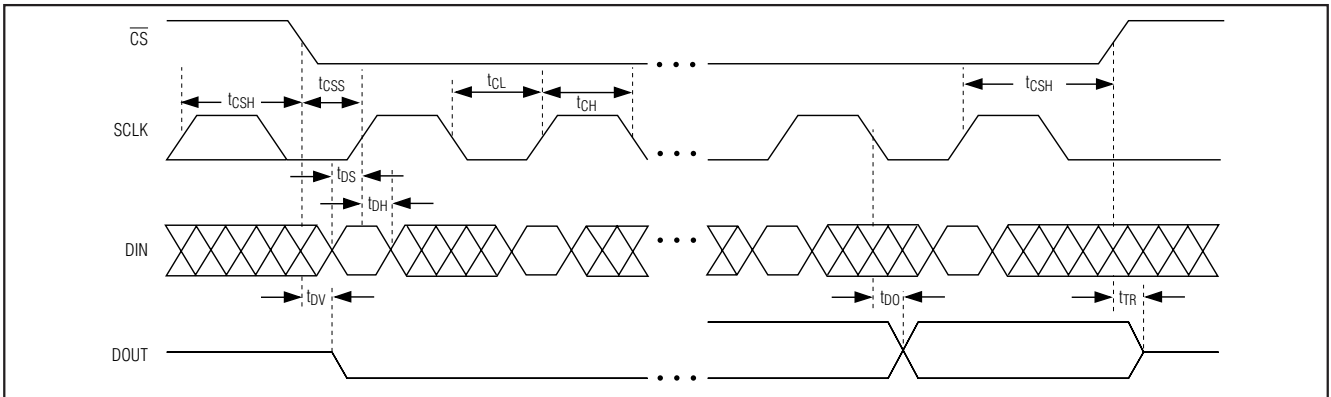 CS
tCSS
tCL
tCSH
tCSH
tCH
SCLK
tDS
tDH
DIN
tDV
tDO
tTR
DOUT